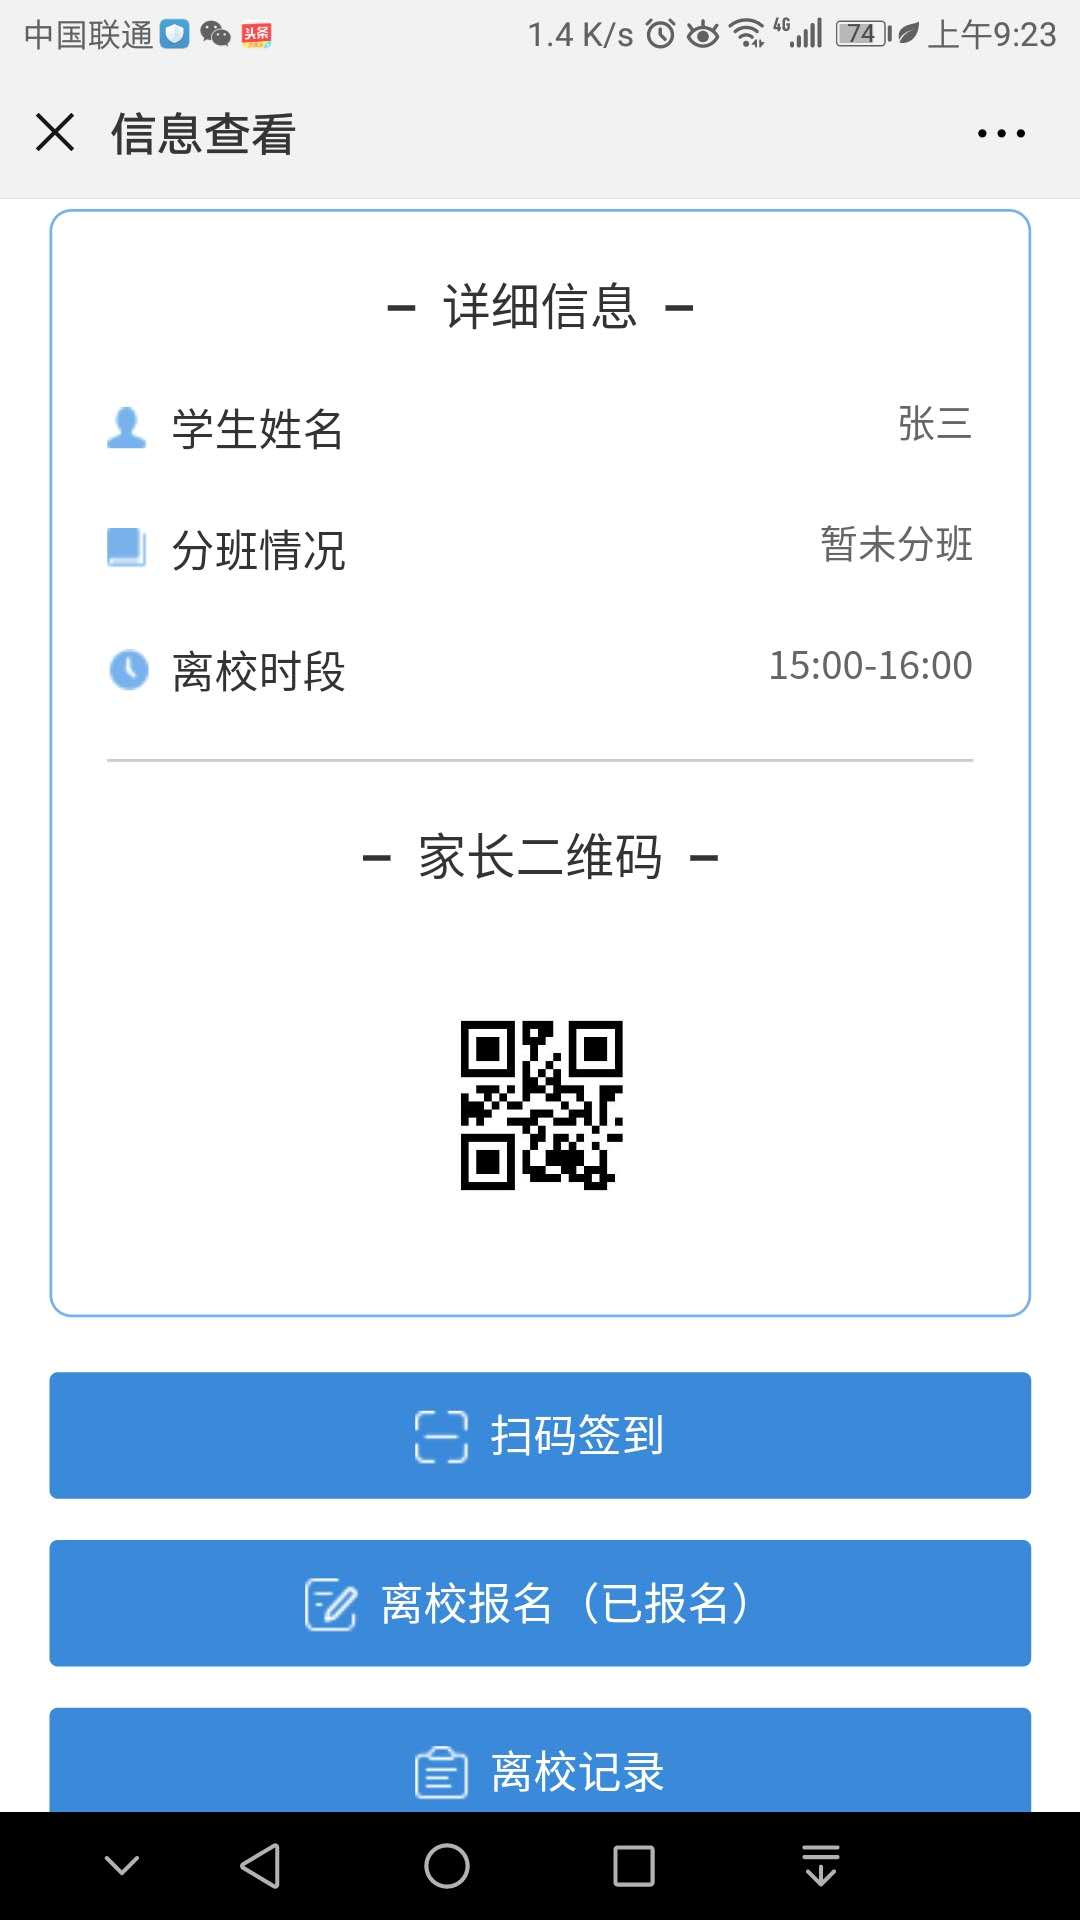 中国联通 头条 1.4 K/s 4G 74 上午9:23
信息查看
– 详细信息 –
学生姓名 张三
分班情况 暂未分班
离校时段 15:00-16:00
– 家长二维码 –
扫码签到
离校报名（已报名）
离校记录